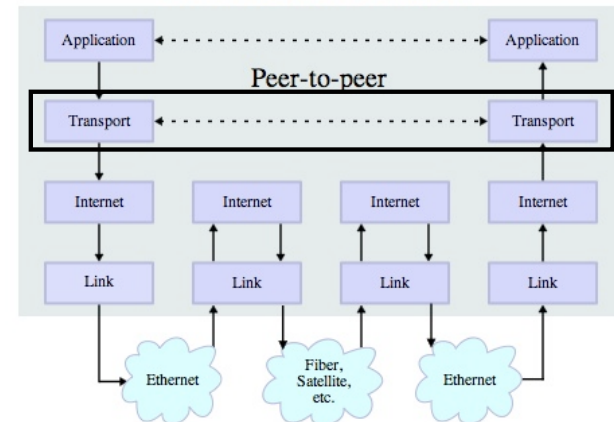 Application
Application
Peer-to-peer
Transport
Transport
Internet
Internet
Internet
Internet
Link
Link
Link
Link
Ethernet
Fiber,
Satellite,
etc.
Ethernet